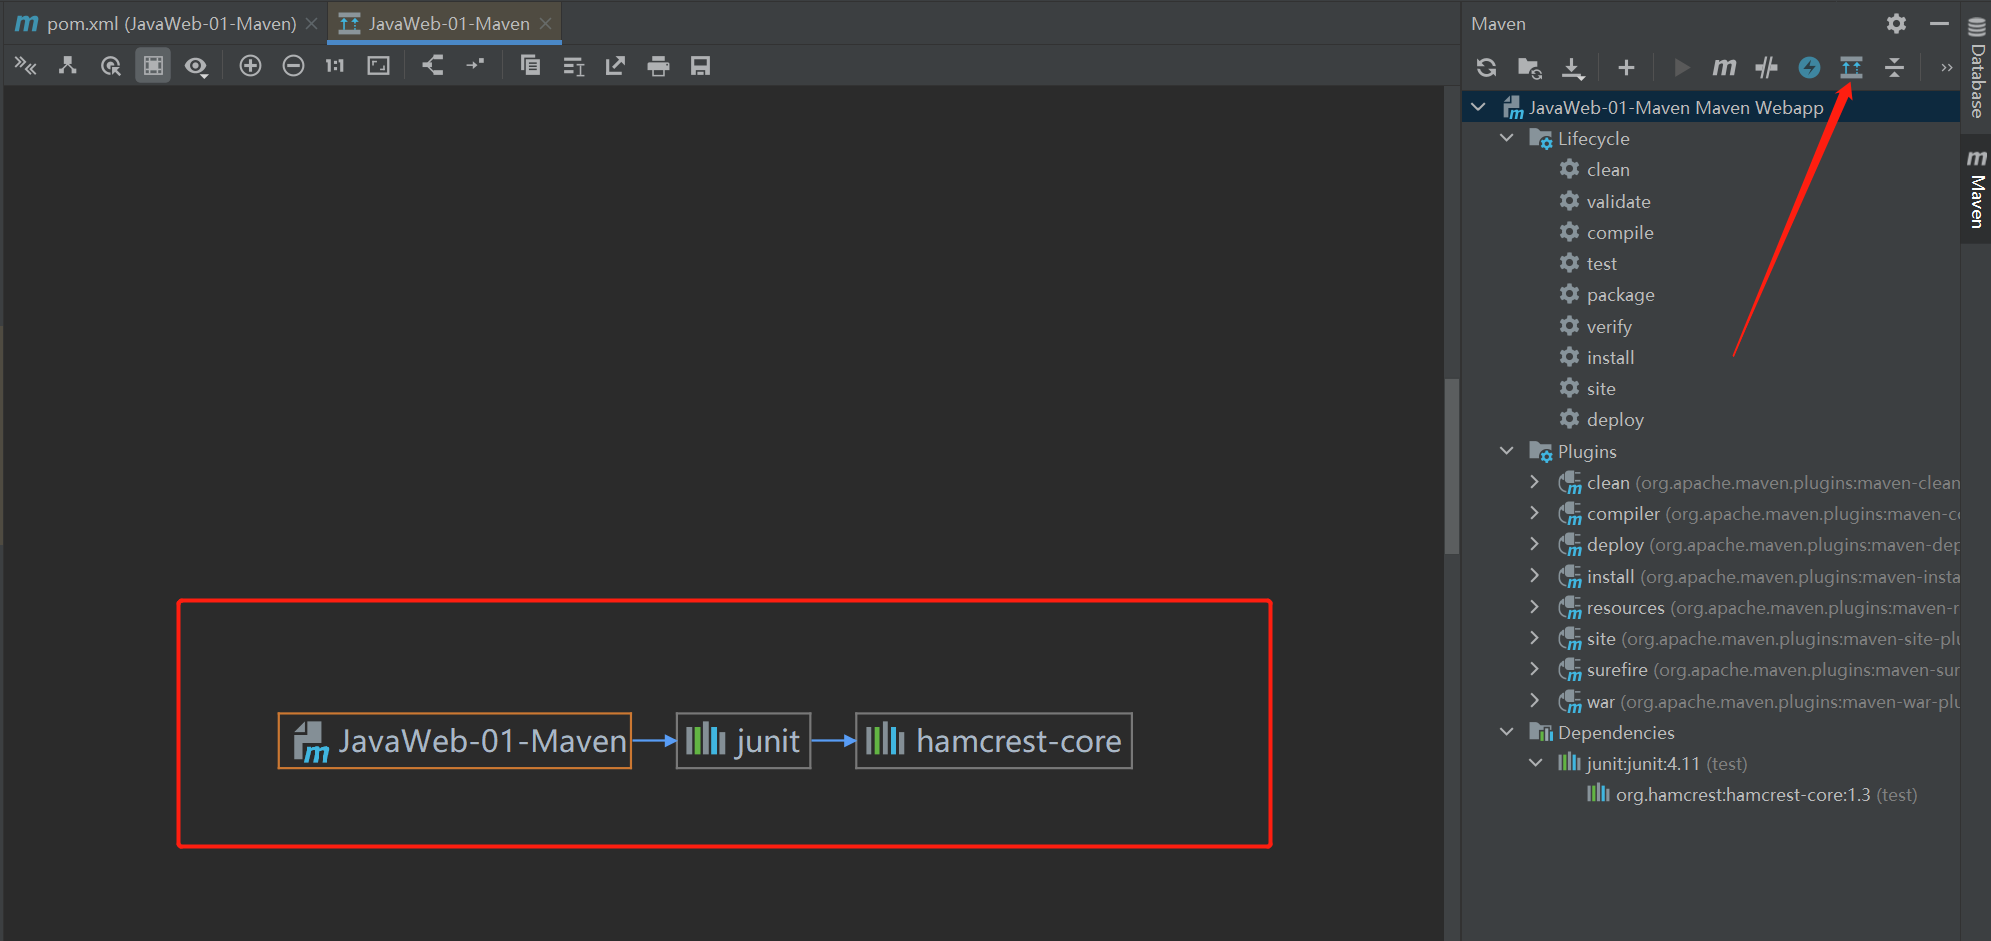 pom.xml (JavaWeb-01-Maven)
JavaWeb-01-Maven
1:1
JavaWeb-01-Maven
junit
hamcrest-core
Maven
JavaWeb-01-Maven Maven Webapp
Lifecycle
clean
validate
compile
test
package
verify
install
site
deploy
Plugins
clean (org.apache.maven.plugins:maven-clean
compiler (org.apache.maven.plugins:maven-c
deploy (org.apache.maven.plugins:maven-dep
install (org.apache.maven.plugins:maven-insta
resources (org.apache.maven.plugins:maven-r
site (org.apache.maven.plugins:maven-site-plu
surefire (org.apache.maven.plugins:maven-sur
war (org.apache.maven.plugins:maven-war-plu
Dependencies
junit:junit:4.11 (test)
org.hamcrest:hamcrest-core:1.3 (test)
Database
Maven